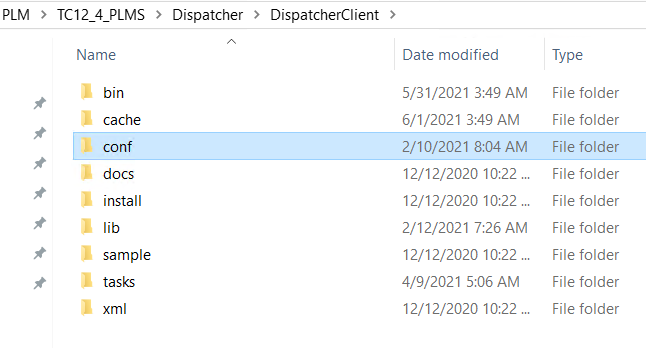 PLM > TC12_4_PLMS > Dispatcher > DispatcherClient >
Name Date modified Type
bin 5/31/2021 3:49 AM File folder
cache 6/1/2021 3:49 AM File folder
conf 2/10/2021 8:04 AM File folder
docs 12/12/2020 10:22 ... File folder
install 12/12/2020 10:22 ... File folder
lib 2/12/2021 7:26 AM File folder
sample 12/12/2020 10:22 ... File folder
tasks 4/9/2021 5:06 AM File folder
xml 12/12/2020 10:22 ... File folder